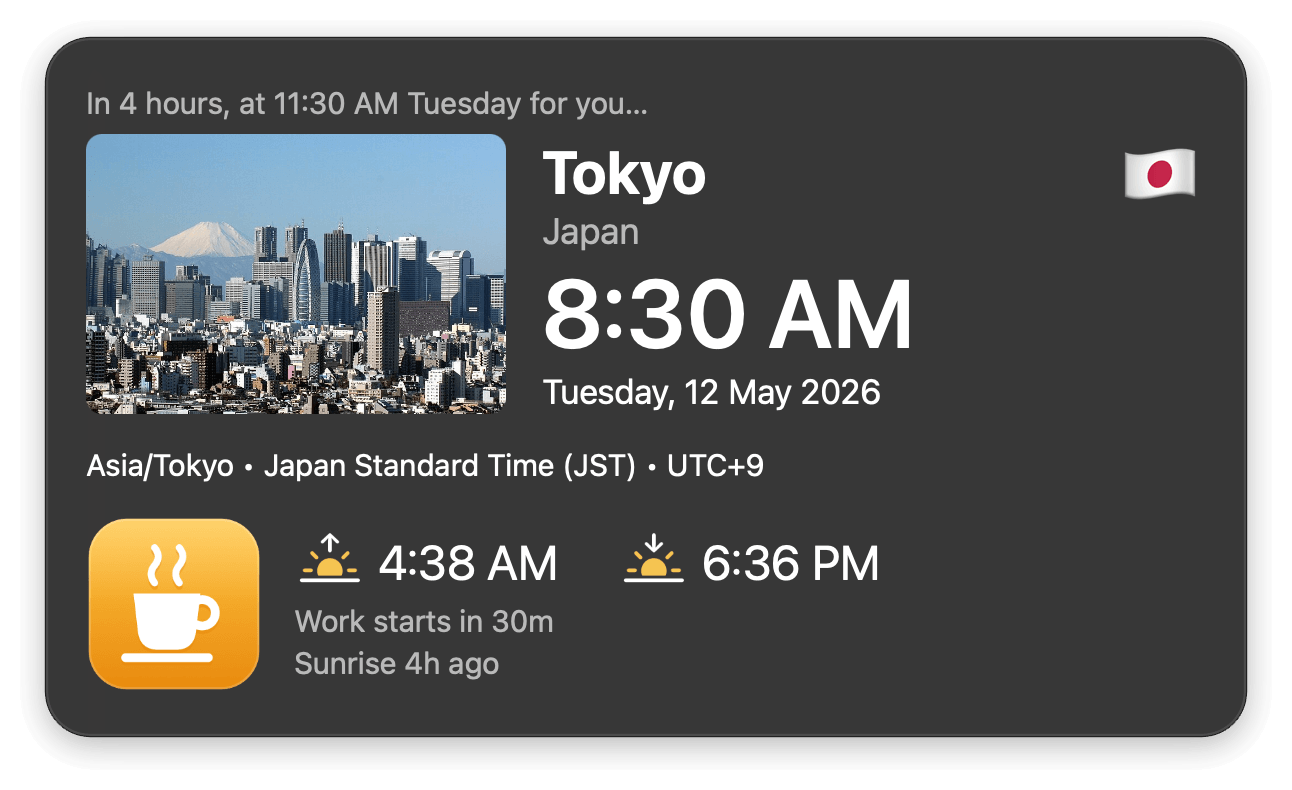 In 4 hours, at 11:30 AM Tuesday for you...
Tokyo
Japan
8:30 AM
Tuesday, 12 May 2026
Asia/Tokyo • Japan Standard Time (JST) • UTC+9
4:38 AM 6:36 PM
Work starts in 30m
Sunrise 4h ago